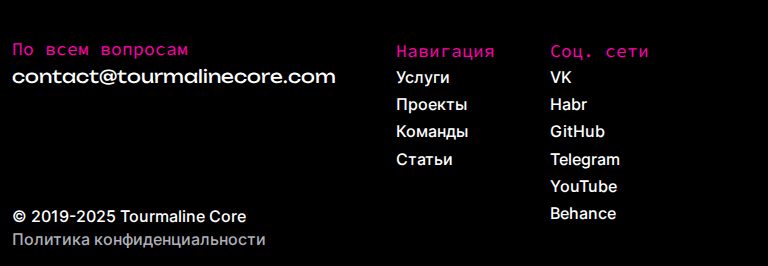 По всем вопросам
contact@tourmalinecore.com
Навигация
Услуги
Проекты
Команды
Статьи
Соц. сети
VK
Habr
GitHub
Telegram
YouTube
Behance
© 2019-2025 Tourmaline Core
Политика конфиденциальности